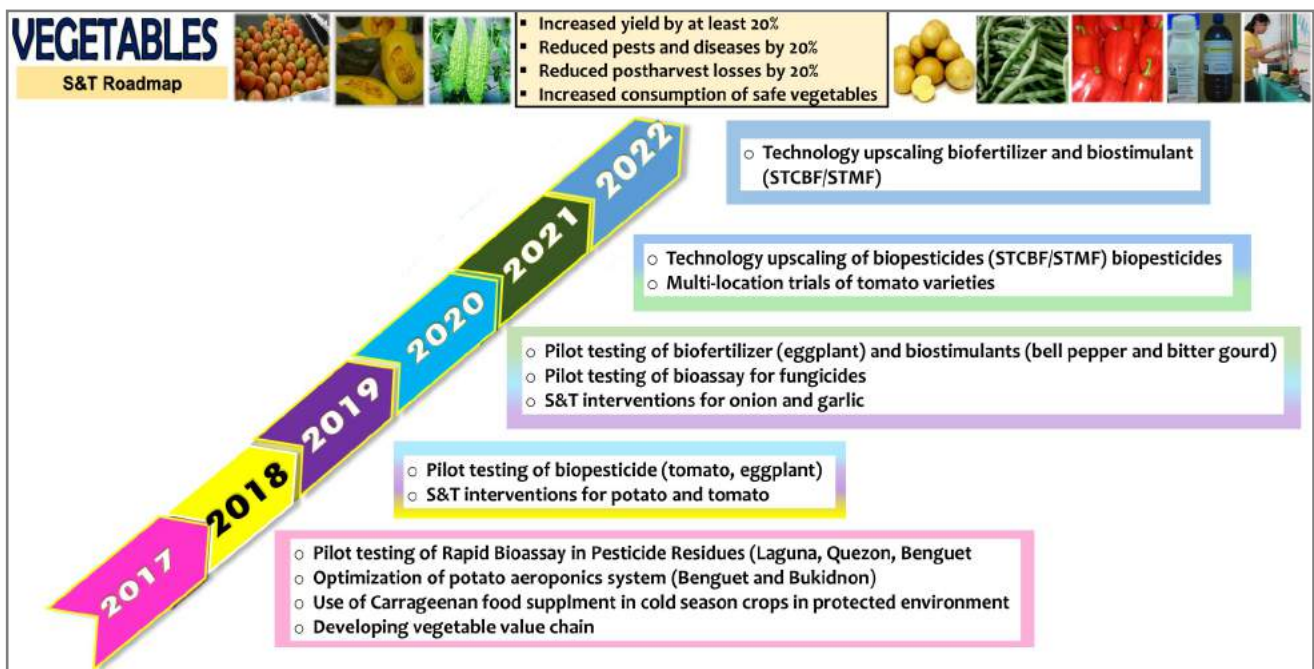 VEGETABLES
S&T Roadmap
▪ Increased yield by at least 20%
▪ Reduced pests and diseases by 20%
▪ Reduced postharvest losses by 20%
▪ Increased consumption of safe vegetables
2022
○ Technology upscaling biofertilizer and biostimulant
(STCBF/STMF)
2021
○ Technology upscaling of biopesticides (STCBF/STMF) biopesticides
○ Multi-location trials of tomato varieties
2020
○ Pilot testing of biofertilizer (eggplant) and biostimulants (bell pepper and bitter gourd)
○ Pilot testing of bioassay for fungicides
○ S&T interventions for onion and garlic
2019
2018
○ Pilot testing of biopesticide (tomato, eggplant)
○ S&T interventions for potato and tomato
2017
○ Pilot testing of Rapid Bioassay in Pesticide Residues (Laguna, Quezon, Benguet
○ Optimization of potato aeroponics system (Benguet and Bukidnon)
○ Use of Carrageenan food supplment in cold season crops in protected environment
○ Developing vegetable value chain